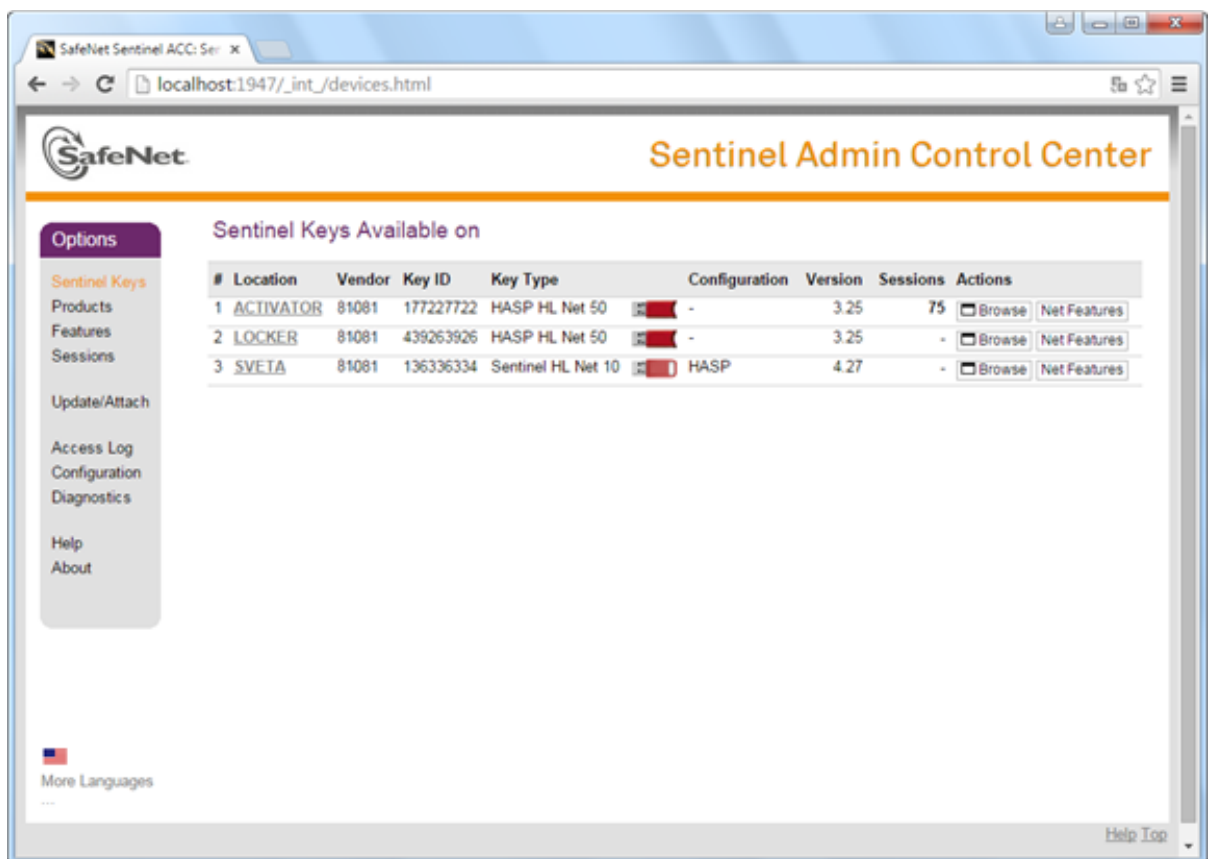 SafeNet Sentinel ACC: Ser
localhost:1947/_int_/devices.html
SafeNet.
Sentinel Admin Control Center
Options
Sentinel Keys
Products
Features
Sessions
Update/Attach
Access Log
Configuration
Diagnostics
Help
About
Sentinel Keys Available on
# Location Vendor Key ID Key Type Configuration Version Sessions Actions
1 ACTIVATOR 81081 177227722 HASP HL Net 50 - 3.25 75 Browse Net Features
2 LOCKER 81081 439263926 HASP HL Net 50 - 3.25 - Browse Net Features
3 SVETA 81081 136336334 Sentinel HL Net 10 HASP 4.27 - Browse Net Features
More Languages
...
Help Top